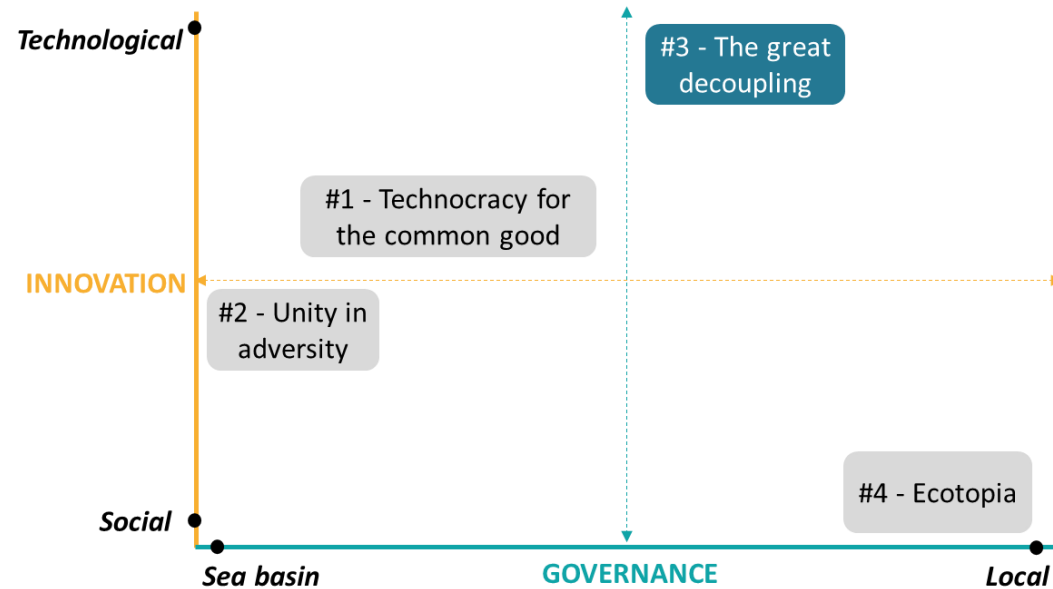 Technological
#3 - The great
decoupling
#1 - Technocracy for
the common good
INNOVATION
#2 - Unity in
adversity
#4 - Ecotopia
Social
Sea basin
GOVERNANCE
Local